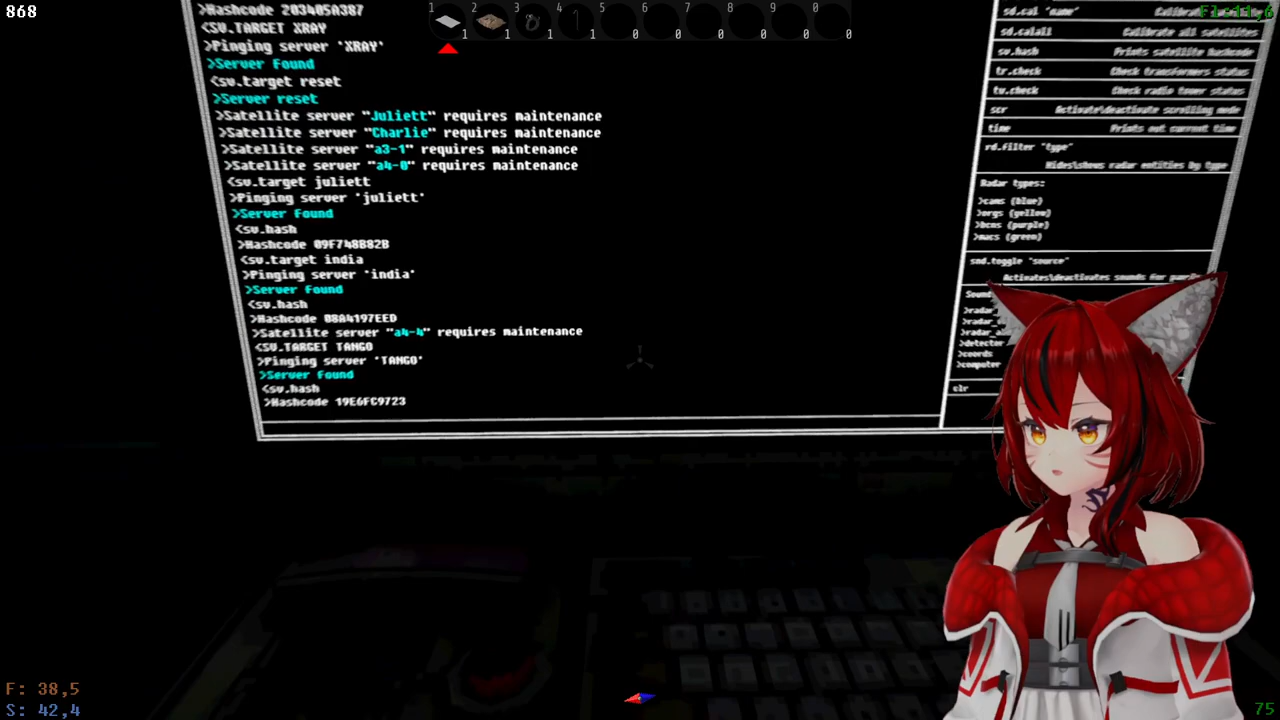 868
1 2 3 4 5 6 7 8 9 0
1 1 1 1 0 0 0 0 0 0
>Hashcode 203405A387
<SV.TARGET XRAY
>Pinging server 'XRAY'
>Server found
<sv.target reset
>Server reset
>Satellite server "Juliett" requires maintenance
>Satellite server "Charlie" requires maintenance
>Satellite server "a3-1" requires maintenance
>Satellite server "a4-0" requires maintenance
<sv.target juliett
>Pinging server 'juliett'
>Server found
<sv.hash
>Hashcode 09F748B82B
<sv.target india
>Pinging server 'india'
>Server found
<sv.hash
>Hashcode 08A4197EED
>Satellite server "a4-4" requires maintenance
<SV.TARGET TANGO
>Pinging server 'TANGO'
>Server found
<sv.hash
>Hashcode 19E6FC9723
sd.cal "name"
sd.calall Calibrate all satellites
sv.hash Prints satellite hashcode
tr.check Check transformers status
tw.check Check radio tower status
scr Activate\deactivate scrolling mode
time Prints out current time
rd.filter "type"
Hides\shows radar entities by type
Radar types:
>cams (blue)
>orgs (yellow)
>bcns (purple)
>macs (green)
snd.toggle "source"
Activates\deactivates sounds for
>detector
>coords
>computer
clr
F: 38,5
S: 42,4
75